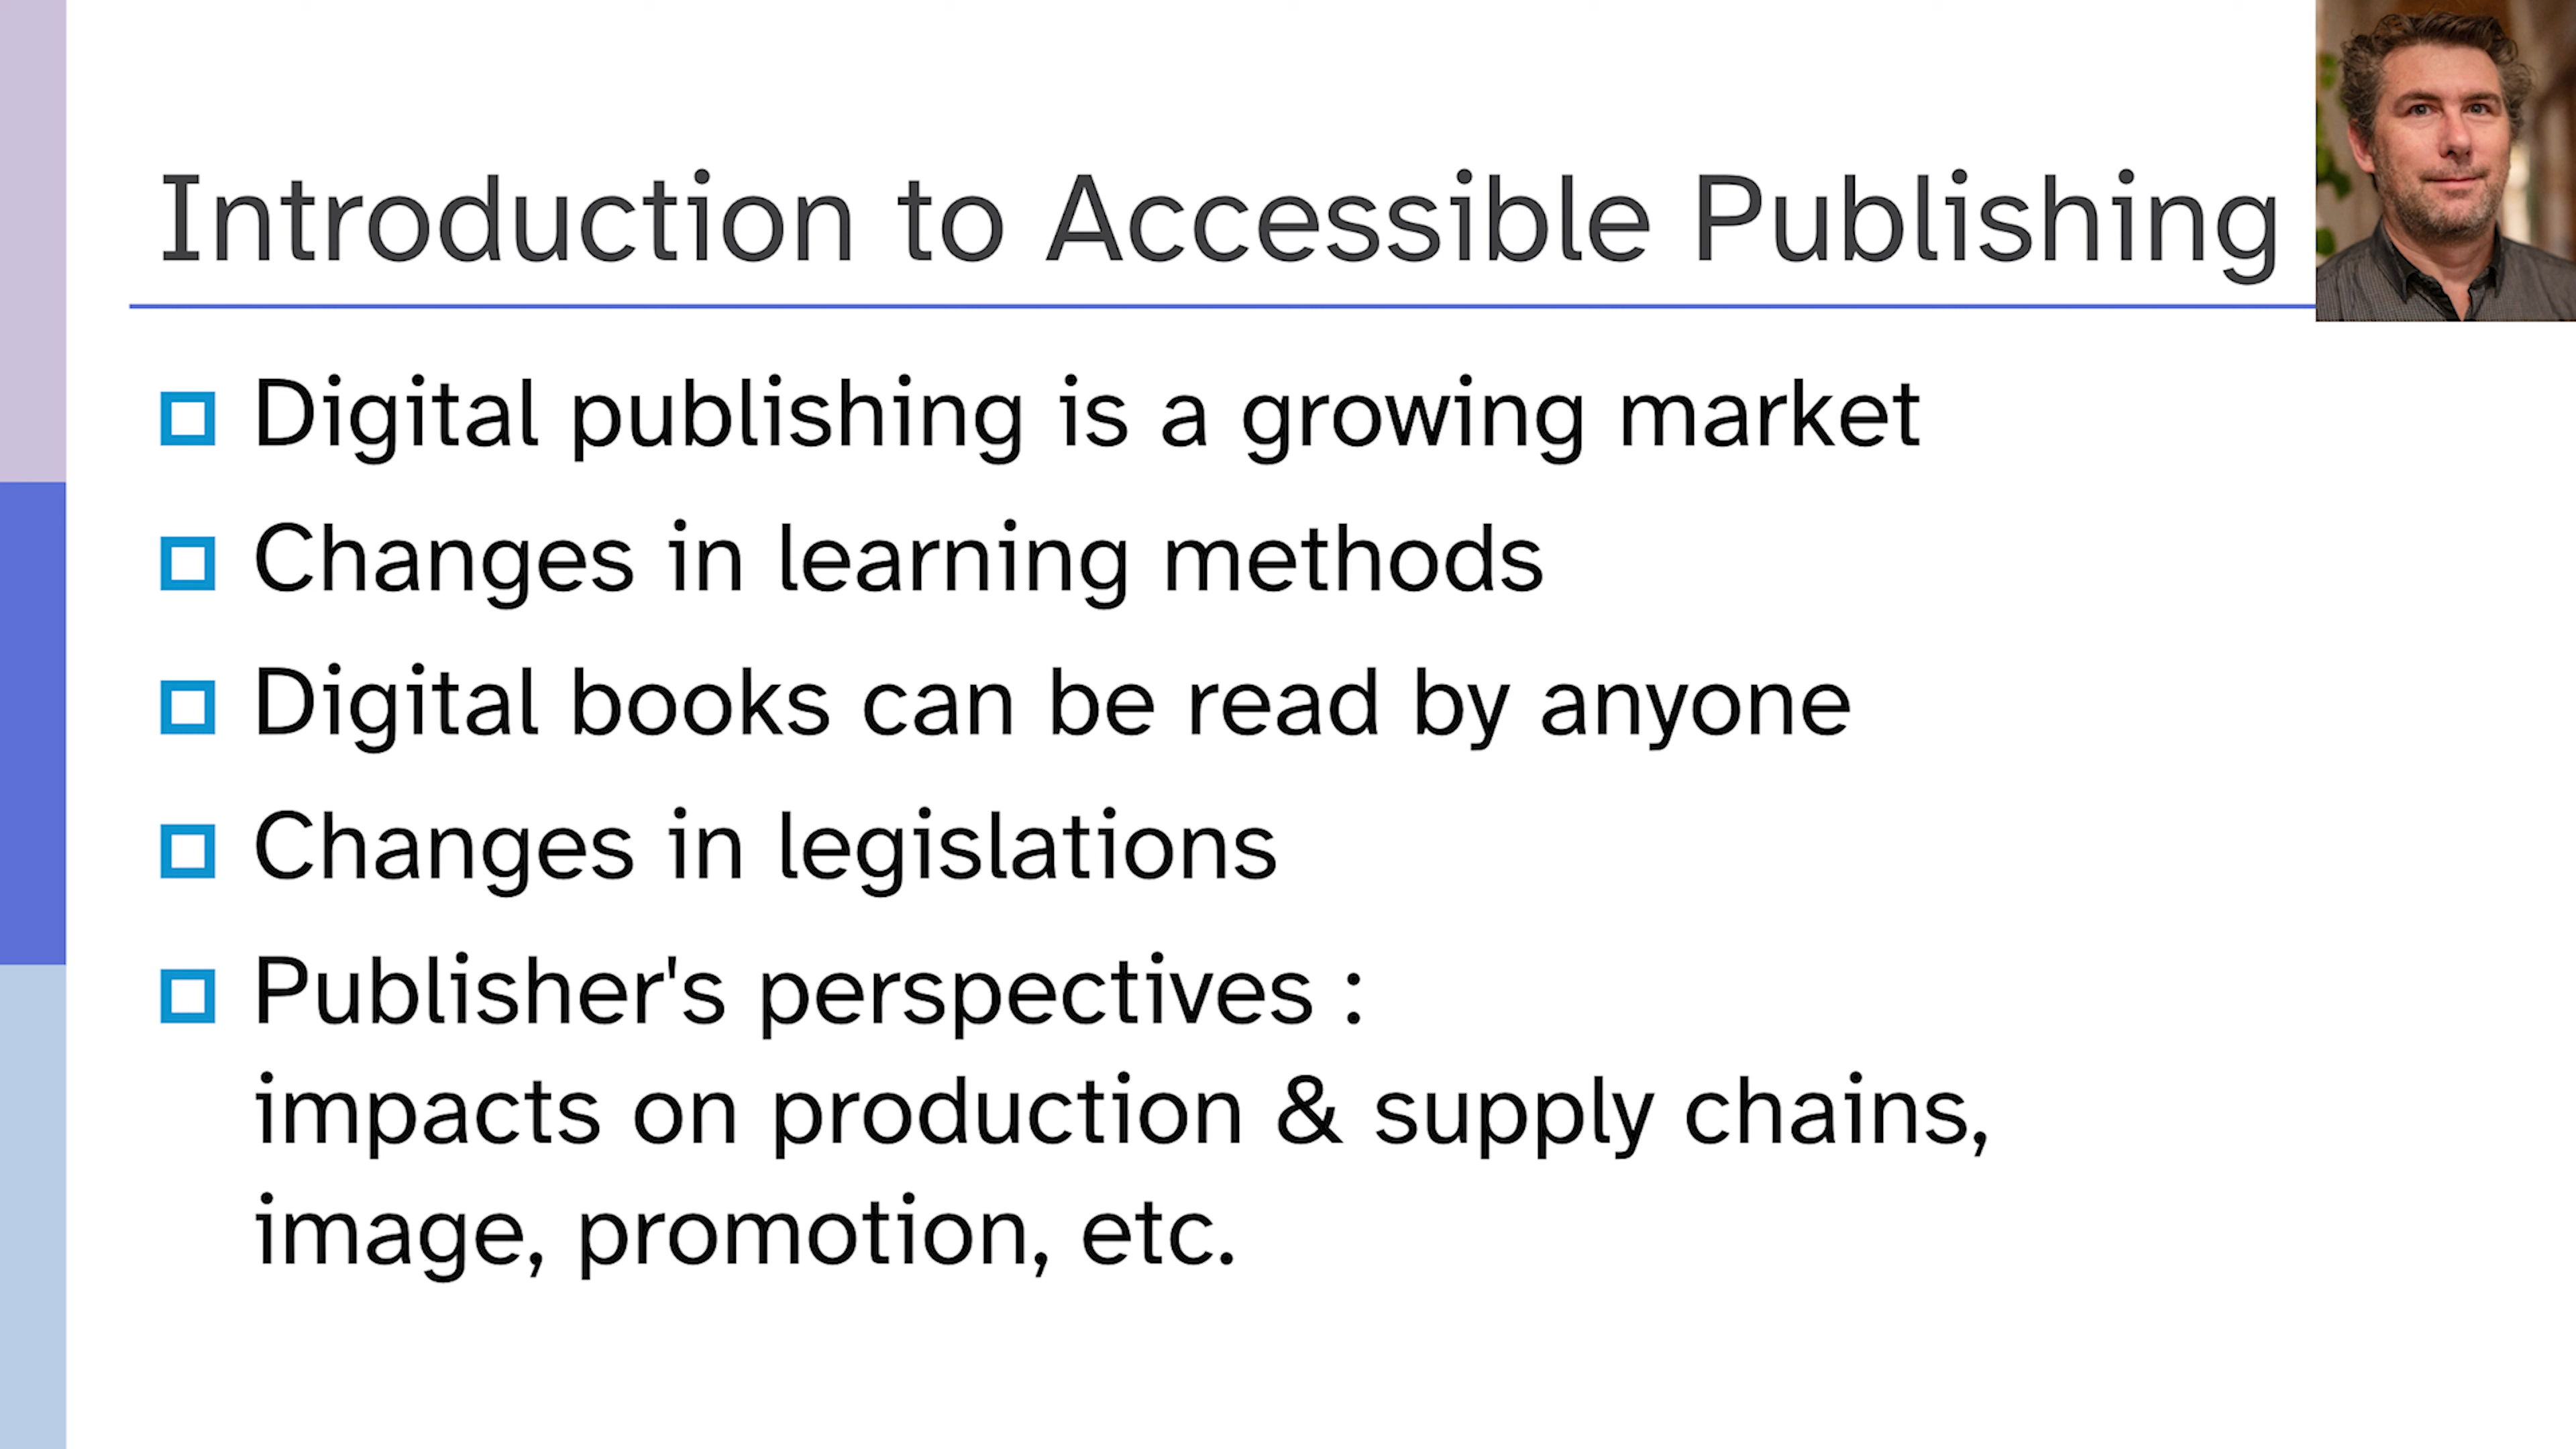 Introduction to Accessible Publishing
Digital publishing is a growing market
Changes in learning methods
Digital books can be read by anyone
Changes in legislations
Publisher's perspectives :
impacts on production & supply chains,
image, promotion, etc.